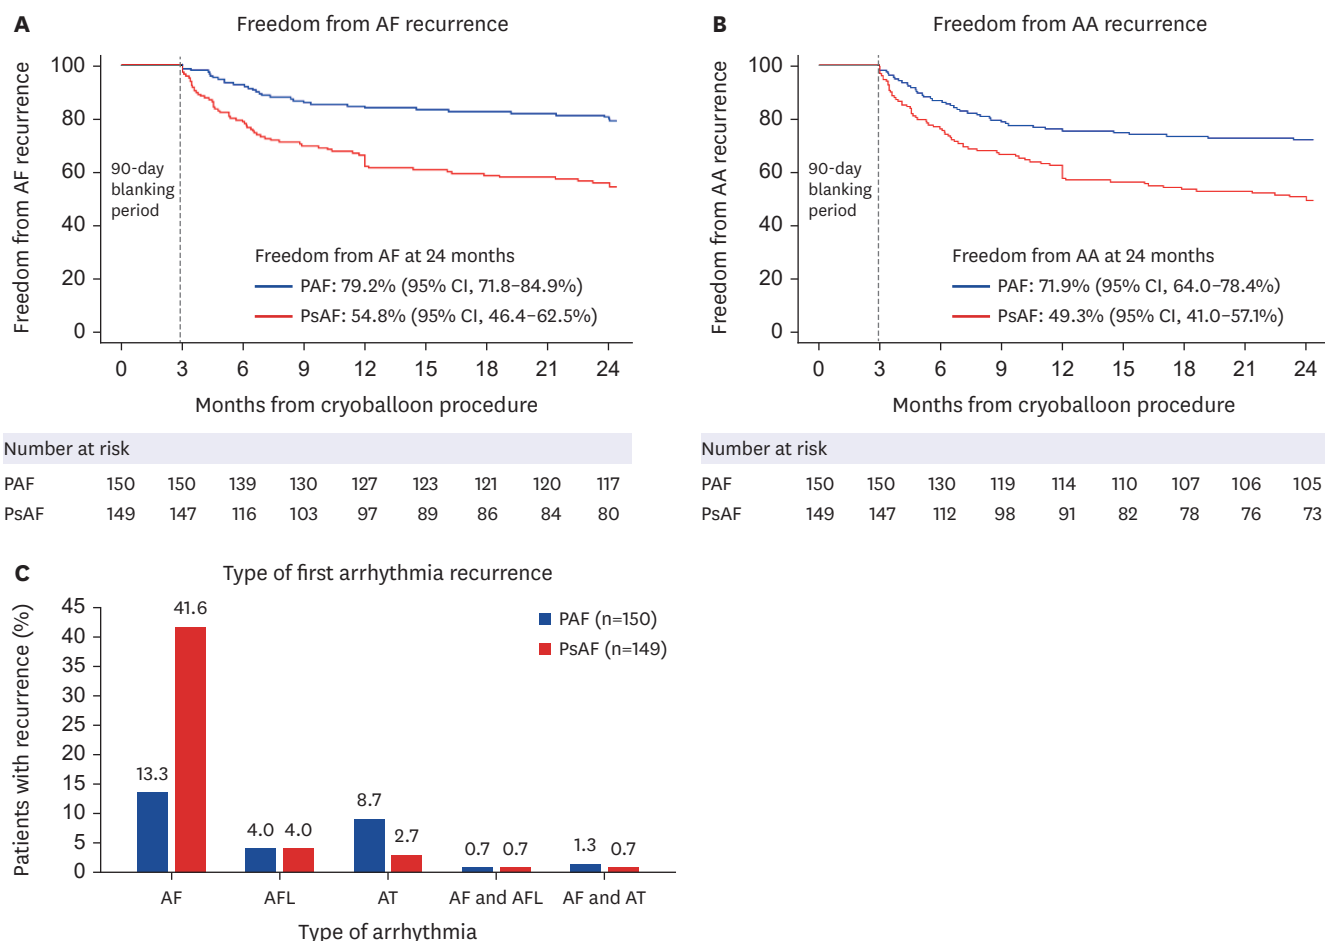 A
Freedom from AF recurrence
Freedom from AF recurrence
100
80
60
40
20
0
90-day
blanking
period
Freedom from AF at 24 months
PAF: 79.2% (95% CI, 71.8–84.9%)
PsAF: 54.8% (95% CI, 46.4–62.5%)
0 3 6 9 12 15 18 21 24
Months from cryoballoon procedure
Number at risk
PAF 150 150 139 130 127 123 121 120 117
PsAF 149 147 116 103 97 89 86 84 80
B
Freedom from AA recurrence
Freedom from AA recurrence
100
80
60
40
20
0
90-day
blanking
period
Freedom from AA at 24 months
PAF: 71.9% (95% CI, 64.0–78.4%)
PsAF: 49.3% (95% CI, 41.0–57.1%)
0 3 6 9 12 15 18 21 24
Months from cryoballoon procedure
Number at risk
PAF 150 150 130 119 114 110 107 106 105
PsAF 149 147 112 98 91 82 78 76 73
C
Type of first arrhythmia recurrence
Patients with recurrence (%)
45
40
35
30
25
20
15
10
5
0
PAF (n=150)
PsAF (n=149)
13.3 41.6
4.0 4.0
8.7 2.7
0.7 0.7
1.3 0.7
AF AFL AT AF and AFL AF and AT
Type of arrhythmia